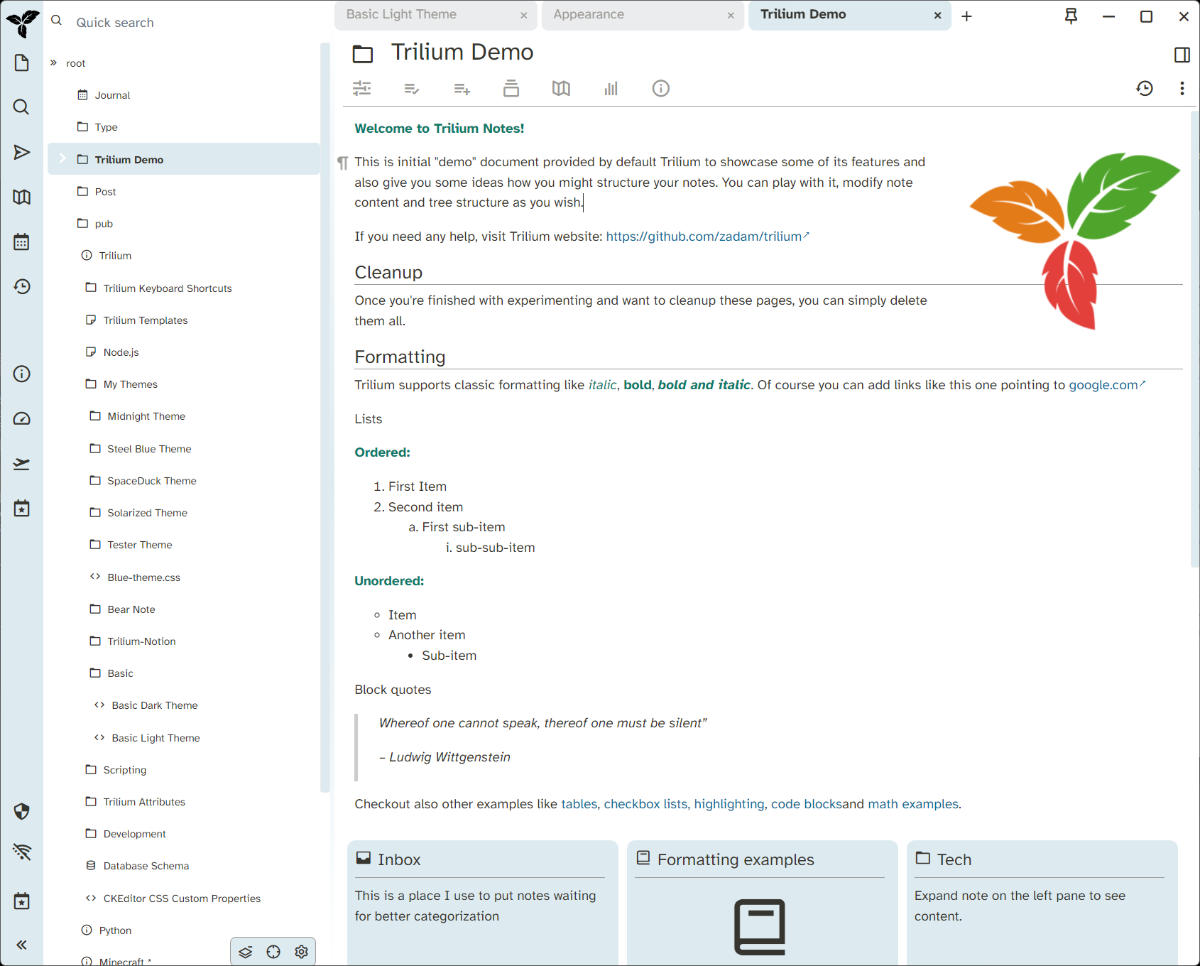 Quick search
Basic Light Theme
Appearance
Trilium Demo
root
Journal
Type
Trilium Demo
Post
pub
Trilium
Trilium Keyboard Shortcuts
Trilium Templates
Node.js
My Themes
Midnight Theme
Steel Blue Theme
SpaceDuck Theme
Solarized Theme
Tester Theme
Blue-theme.css
Bear Note
Trilium-Notion
Basic
Basic Dark Theme
Basic Light Theme
Scripting
Trilium Attributes
Development
Database Schema
CKEditor CSS Custom Properties
Python
Minecraft *
Trilium Demo
Welcome to Trilium Notes!
This is initial "demo" document provided by default Trilium to showcase some of its features and
also give you some ideas how you might structure your notes. You can play with it, modify note
content and tree structure as you wish.
If you need any help, visit Trilium website: https://github.com/zadam/trilium
Cleanup
Once you're finished with experimenting and want to cleanup these pages, you can simply delete
them all.
Formatting
Trilium supports classic formatting like italic, bold, bold and italic. Of course you can add links like this one pointing to google.com
Lists
Ordered:
1. First Item
2. Second item
a. First sub-item
i. sub-sub-item
Unordered:
Item
Another item
Sub-item
Block quotes
Whereof one cannot speak, thereof one must be silent"
– Ludwig Wittgenstein
Checkout also other examples like tables, checkbox lists, highlighting, code blocksand math examples.
Inbox
This is a place I use to put notes waiting
for better categorization
Formatting examples
Tech
Expand note on the left pane to see
content.